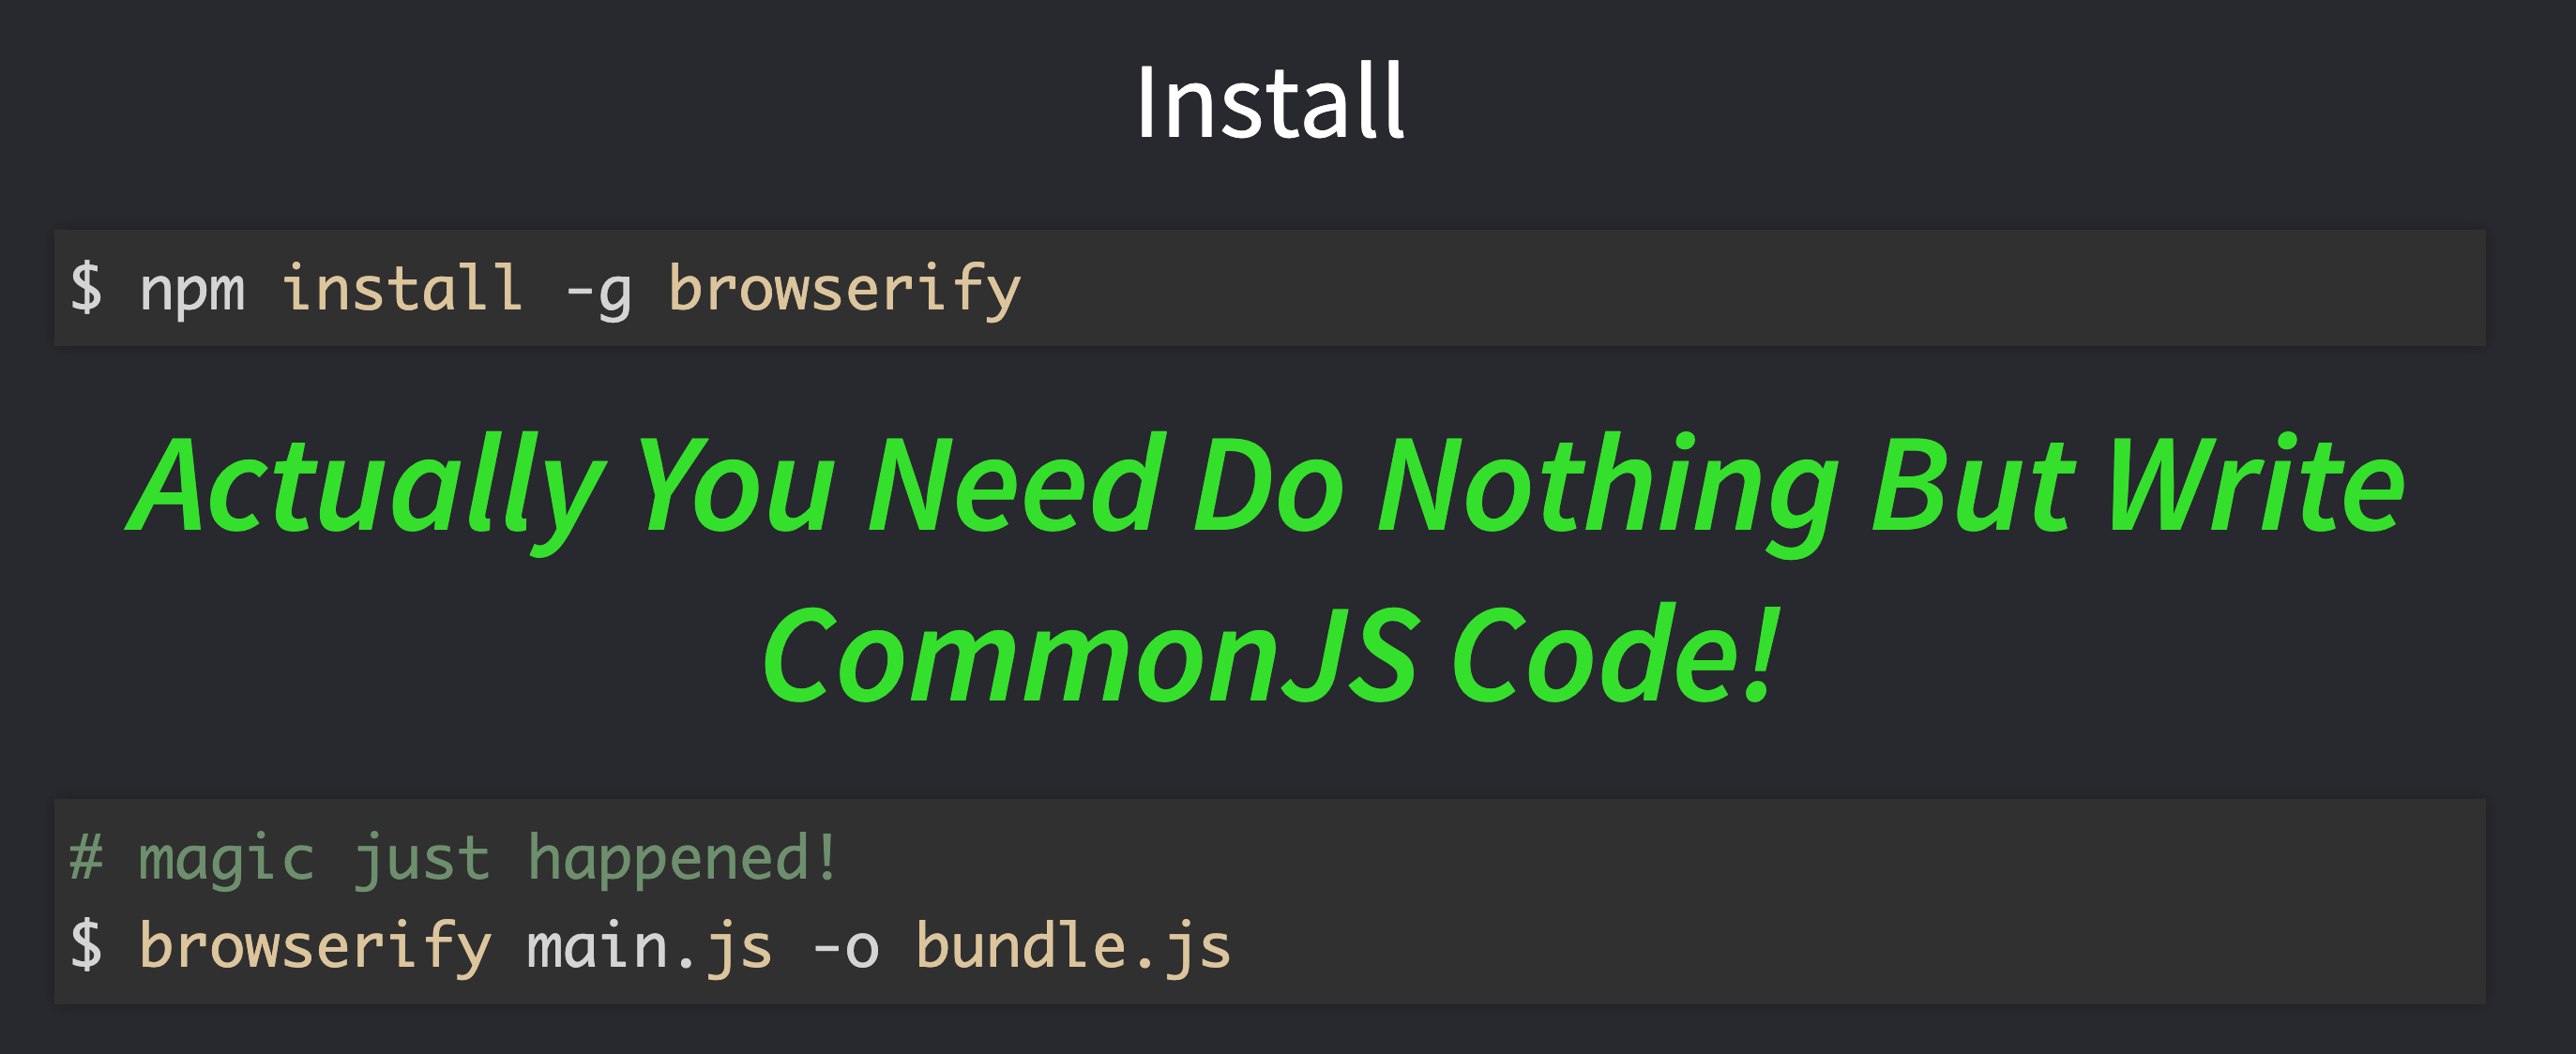 Install
$ npm install -g browserify
Actually You Need Do Nothing But Write
CommonJS Code!
# magic just happened!
$ browserify main.js -o bundle.js